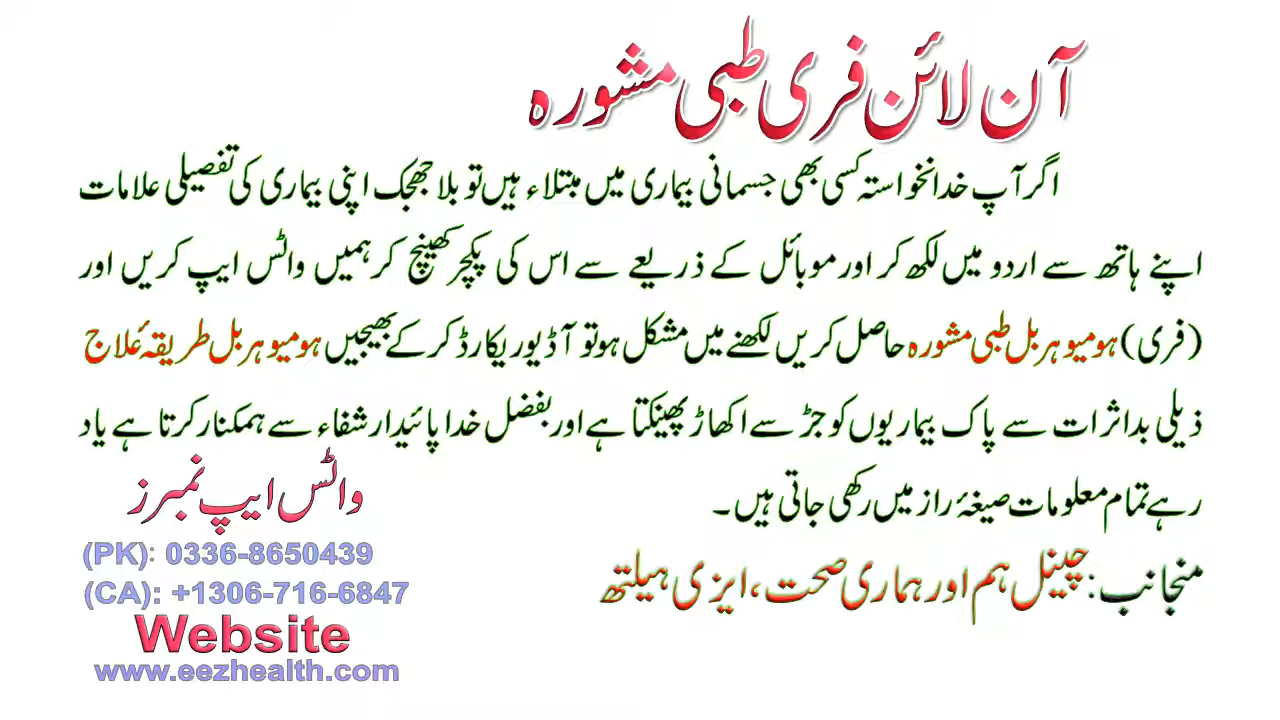 آن لائن فری طبی مشورہ
اگر آپ خدانخواستہ کسی بھی جسمانی بیماری میں مبتلاء ہیں تو بلا جھجک اپنی بیماری کی تفصیلی علامات
اپنے ہاتھ سے اردو میں لکھ کر اور موبائل کے ذریعے سے اس کی پکچر کھینچ کر ہمیں واٹس ایپ کریں اور
(فری) ہومیو ہربل طبی مشورہ حاصل کریں لکھنے میں مشکل ہو تو آڈیو ریکارڈ کر کے بھیجیں ہومیو ہربل طریقہ علاج
ذیلی بداثرات سے پاک بیماریوں کو جڑ سے اکھاڑ پھینکتا ہے اور بفضل خدا پائیدار شفاء سے ہمکنار کرتا ہے یاد
رہے تمام معلومات صیغۂ راز میں رکھی جاتی ہیں۔
منجانب: چینل ہم اور ہماری صحت، ایزی ہیلتھ
واٹس ایپ نمبرز
(PK): 0336-8650439
(CA): +1306-716-6847
Website
www.eezhealth.com